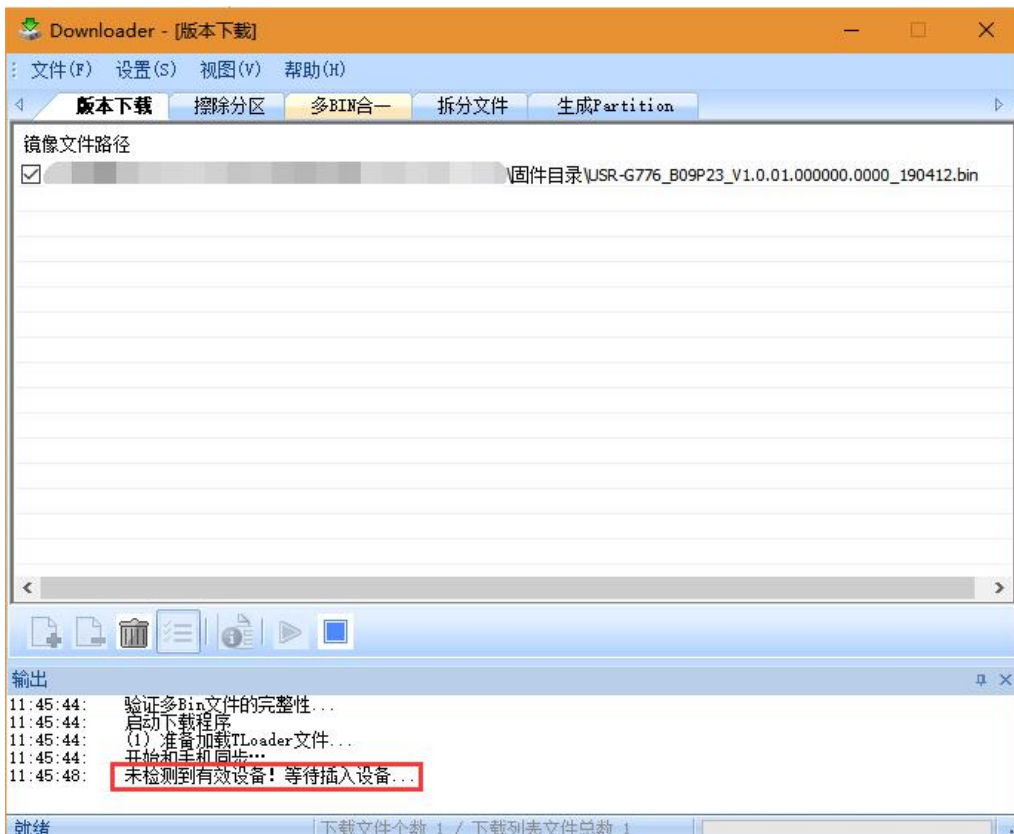 Downloader - [版本下载]
文件(F) 设置(S) 视图(V) 帮助(H)
版本下载 擦除分区 多BIN合一 拆分文件 生成Partition
镜像文件路径
\固件目录\USR-G776_B09P23_V1.0.01.000000.0000_190412.bin
输出
11:45:44: 验证多Bin文件的完整性...
11:45:44: 启动下载程序
11:45:44: (1) 准备加载TLoader文件...
11:45:44: 开始和手机同步…
11:45:48: 未检测到有效设备! 等待插入设备...
就绪 下载文件个数 1 / 下载列表文件总数 1